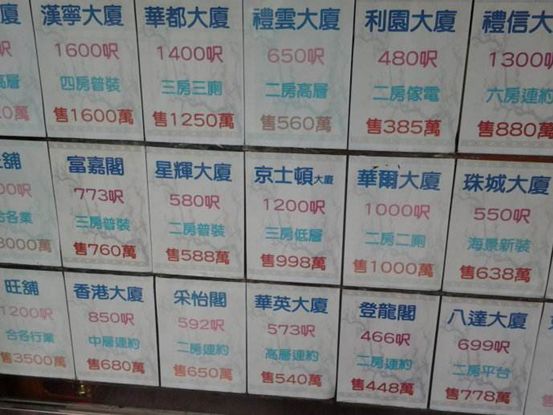 漢寧大廈
1600呎
四房普裝
售1600萬
華都大廈
1400呎
三房三廁
售1250萬
禮雲大廈
650呎
二房高層
售560萬
利園大廈
480呎
二房傢電
售385萬
禮信大
1300
六房連約
售880萬
高層
0萬
富嘉閣
773呎
三房普裝
售760萬
星輝大廈
580呎
二房普裝
售588萬
京士頓大廈
1200呎
三房低層
售998萬
華爾大廈
1000呎
二房二廁
售1000萬
珠城大廈
550呎
海景新裝
售638萬
舖
00呎
合各業
8000萬
旺舖
1200呎
合各行業
售3500萬
香港大廈
850呎
中層連約
售680萬
采怡閣
592呎
二房連約
售650萬
華英大廈
573呎
高層連約
售540萬
登龍閣
466呎
二房連約
售448萬
八達大廈
699呎
二房平台
售778萬